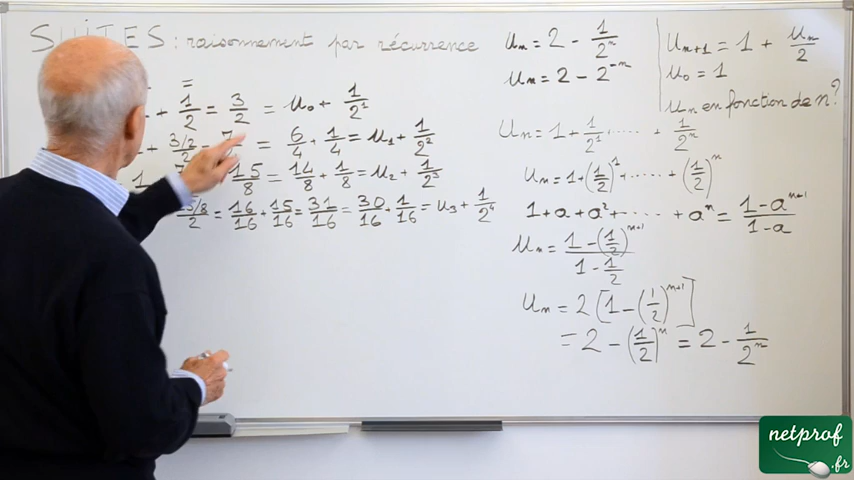 SUITES : raisonnement par récurrence
+ 1/2 = 3/2 = u₀ + 1/2¹
+ (3/2)/2 = 7 = 6/4 + 1/4 = u₁ + 1/2²
15/8 = 14/8 + 1/8 = u₂ + 1/2³
/2 = 16/16 + 15/16 = 31/16 = 30/16 + 1/16 = u₃ + 1/2⁴
uₙ = 2 - 1/2ⁿ
uₙ = 2 - 2⁻ⁿ
uₙ₊₁ = 1 + uₙ/2
u₀ = 1
uₙ en fonction de n ?
uₙ = 1 + 1/2¹ + ..... + 1/2ⁿ
uₙ = 1 + (1/2)¹ + ..... + (1/2)ⁿ
1 + a + a² + ..... + aⁿ = (1 - aⁿ⁺¹)/(1 - a)
uₙ = (1 - (1/2)ⁿ⁺¹)/(1 - 1/2)
uₙ = 2 [1 - (1/2)ⁿ⁺¹]
= 2 - (1/2)ⁿ = 2 - 1/2ⁿ
netprof
.fr